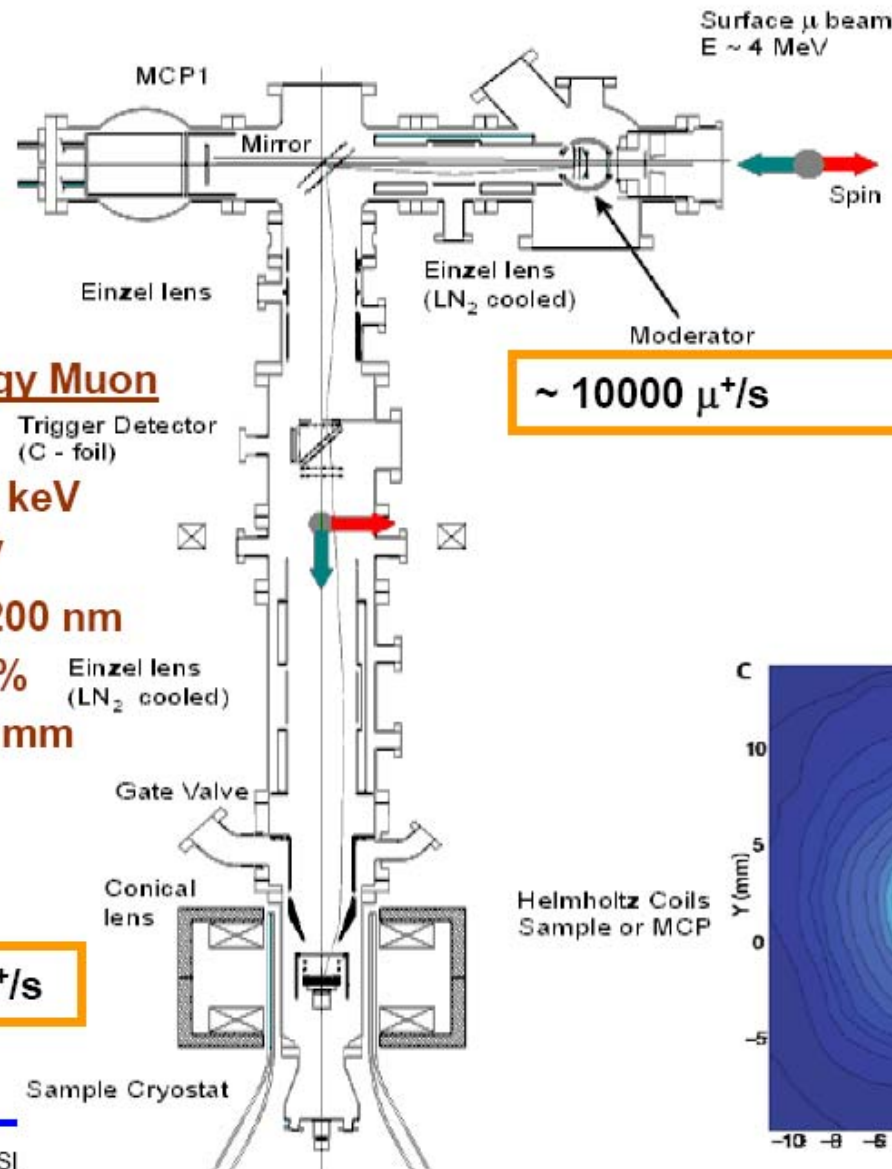 Surface μ beam
E ~ 4 MeV
MCP1
Mirror
Spin
Einzel lens
Einzel lens
(LN₂ cooled)
Moderator
~ 10000 μ⁺/s
gy Muon
Trigger Detector
(C - foil)
keV
200 nm
%
Einzel lens
(LN₂ cooled)
mm
Gate Valve
Conical
lens
Helmholtz Coils
Sample or MCP
⁺/s
Sample Cryostat
SI
C
Y (mm)
10
5
0
-5
-10
-8
-6